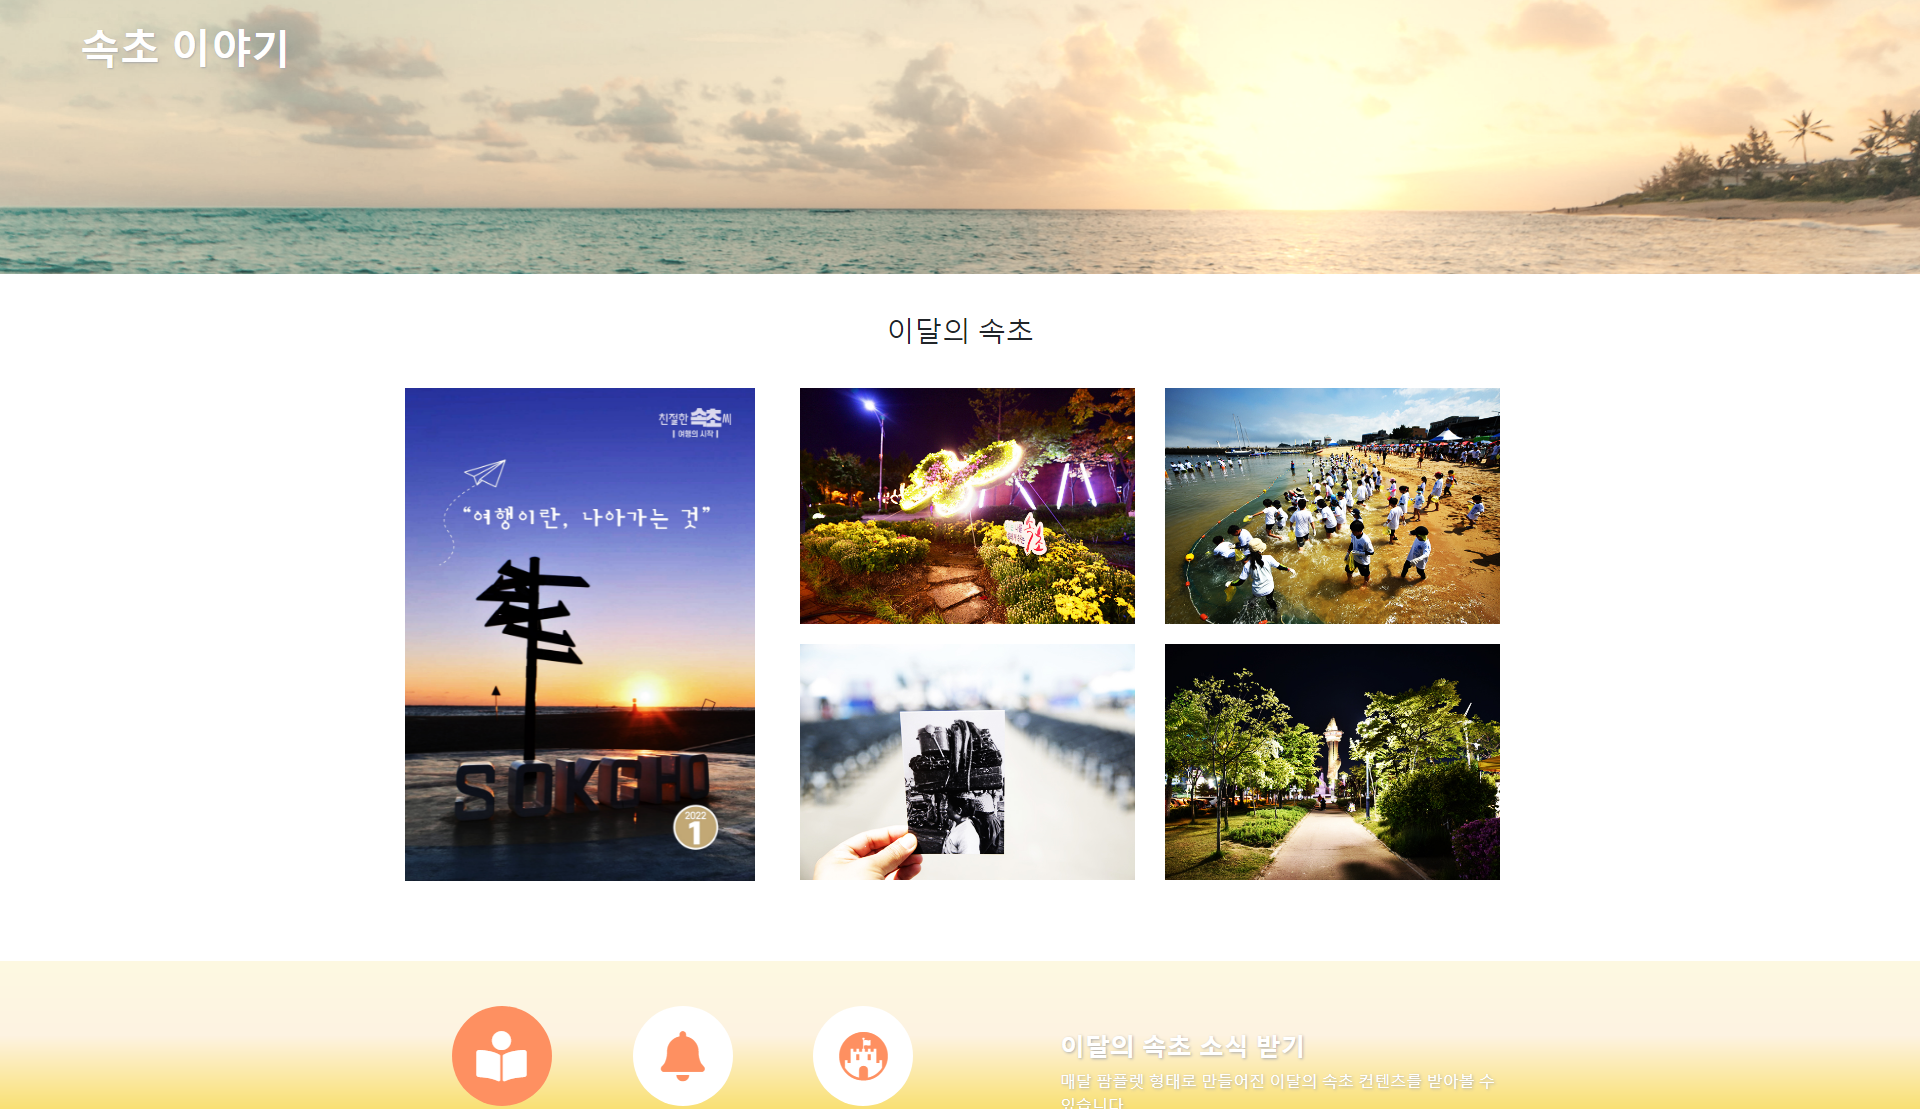 속초 이야기
이달의 속초
친절한 속초씨
여행의 시작
“여행이란, 나아가는 것”
SOKCHO
2022
1
속초
이달의 속초 소식 받기
매달 팜플렛 형태로 만들어진 이달의 속초 컨텐츠를 받아볼 수
있습니다